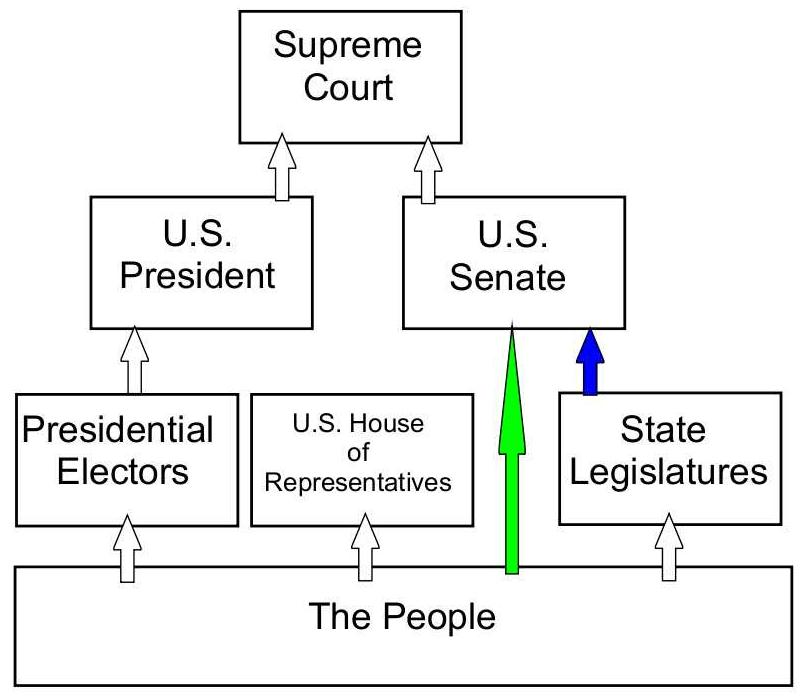 Supreme
Court
U.S.
President
U.S.
Senate
Presidential
Electors
U.S. House
of
Representatives
State
Legislatures
The People